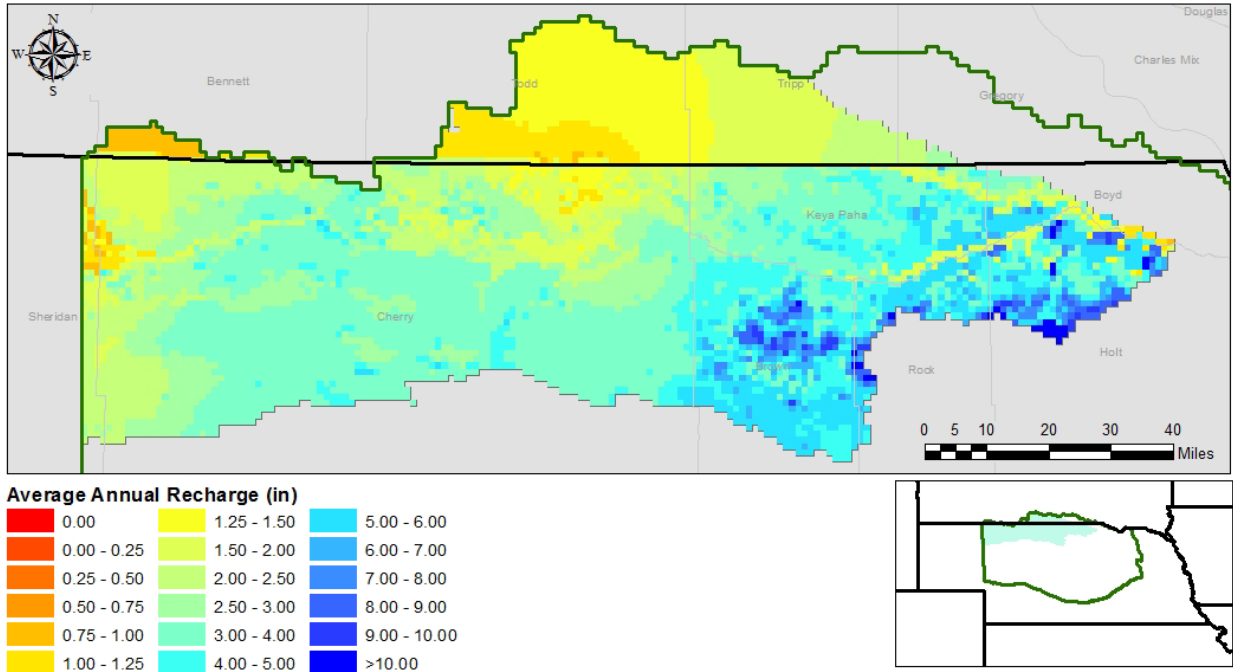 N
W E
S
Douglas
Charles Mix
Bennett
Todd
Tripp
Gregory
Boyd
Keya Paha
Sheridan
Cherry
Brown
Rock
Holt
0 5 10 20 30 40
Miles
Average Annual Recharge (in)
0.00
0.00 - 0.25
0.25 - 0.50
0.50 - 0.75
0.75 - 1.00
1.00 - 1.25
1.25 - 1.50
1.50 - 2.00
2.00 - 2.50
2.50 - 3.00
3.00 - 4.00
4.00 - 5.00
5.00 - 6.00
6.00 - 7.00
7.00 - 8.00
8.00 - 9.00
9.00 - 10.00
>10.00